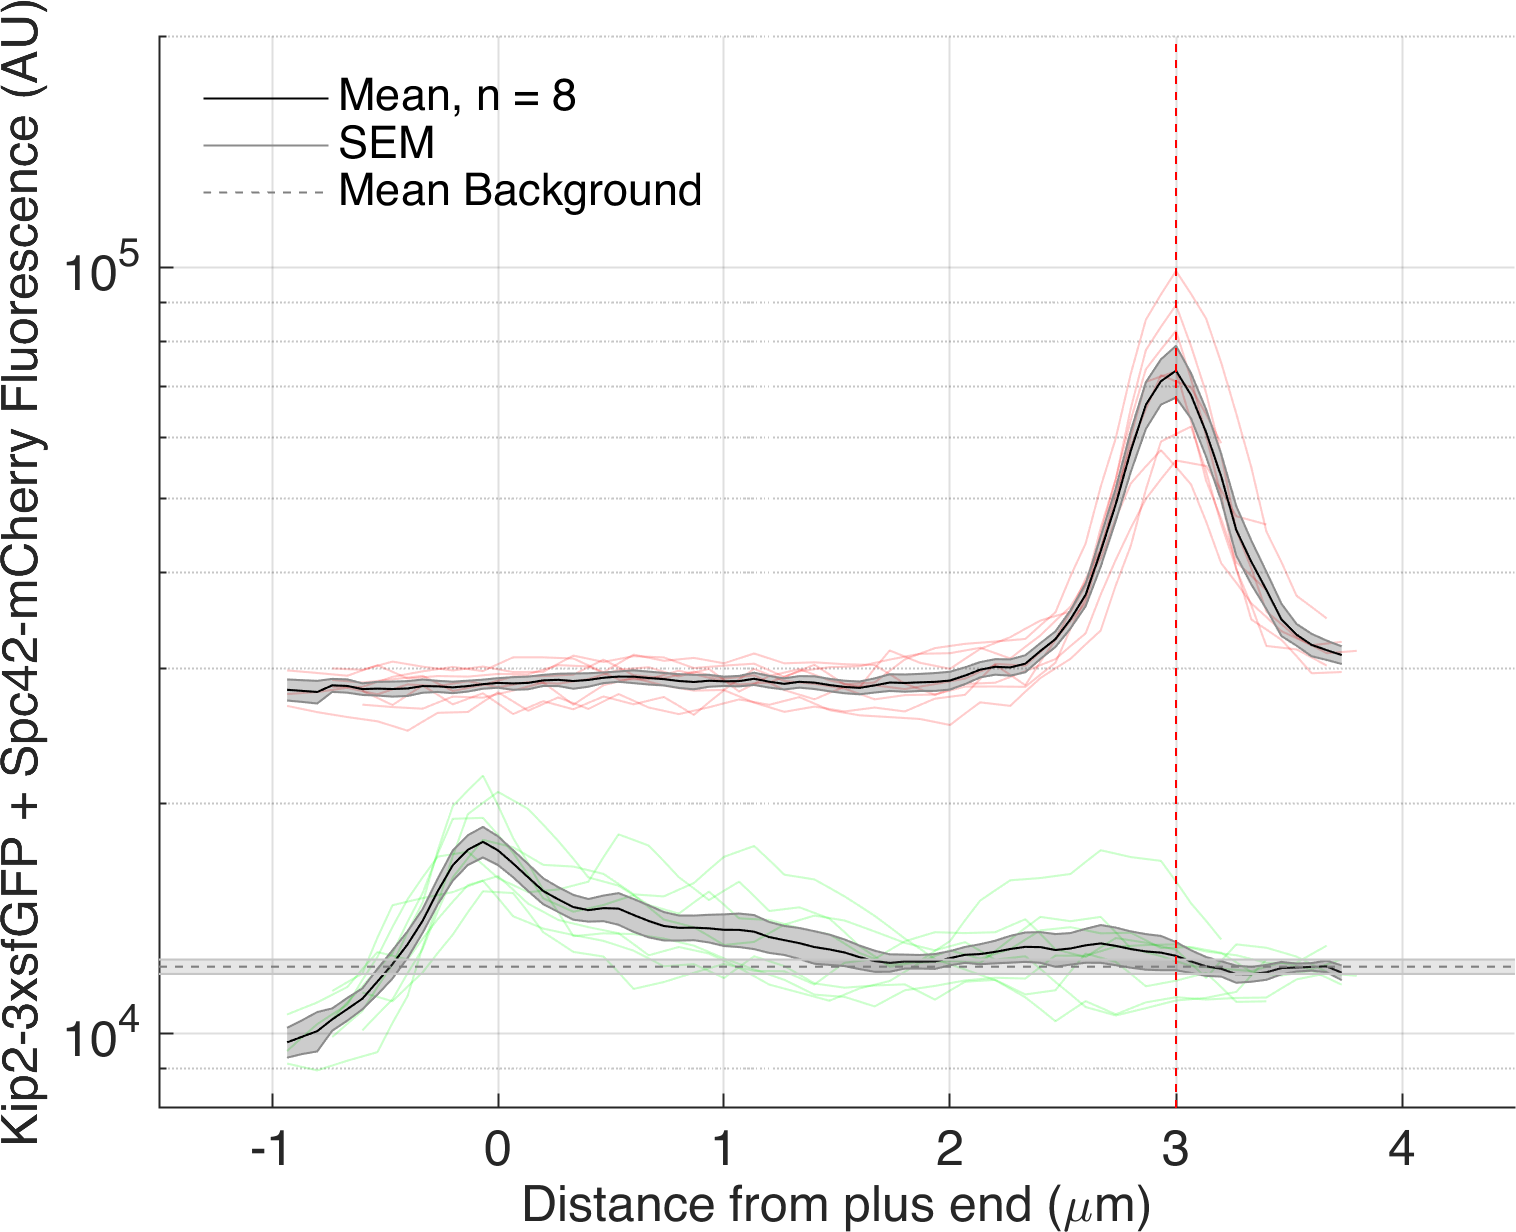 Kip2-3xsfGFP + Spc42-mCherry Fluorescence (AU)
Mean, n = 8
SEM
Mean Background
10^5
10^4
-1 0 1 2 3 4
Distance from plus end (μm)